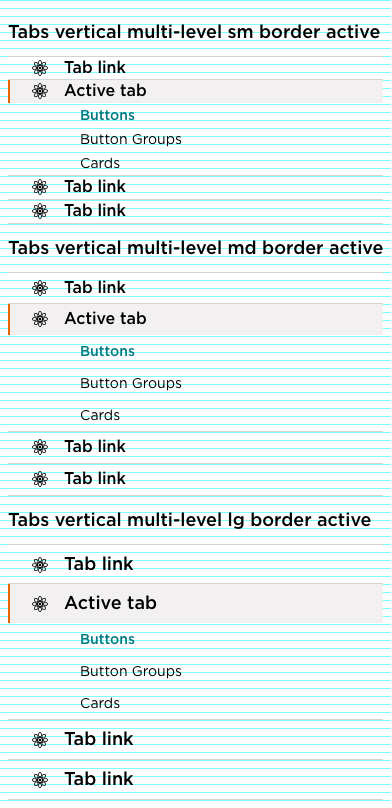 Tabs vertical multi-level sm border active
Tab link
Active tab
Buttons
Button Groups
Cards
Tab link
Tab link
Tabs vertical multi-level md border active
Tab link
Active tab
Buttons
Button Groups
Cards
Tab link
Tab link
Tabs vertical multi-level lg border active
Tab link
Active tab
Buttons
Button Groups
Cards
Tab link
Tab link